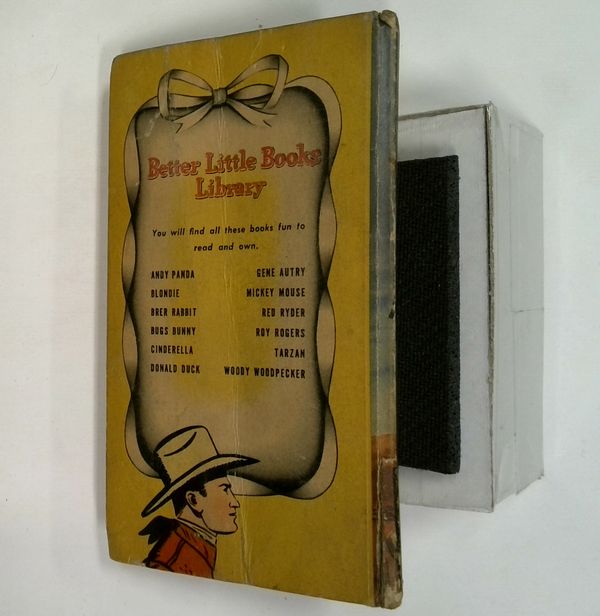 Better Little Books
Library
You will find all these books fun to
read and own.
ANDY PANDA
BLONDIE
BRER RABBIT
BUGS BUNNY
CINDERELLA
DONALD DUCK
GENE AUTRY
MICKEY MOUSE
RED RYDER
ROY ROGERS
TARZAN
WOODY WOODPECKER